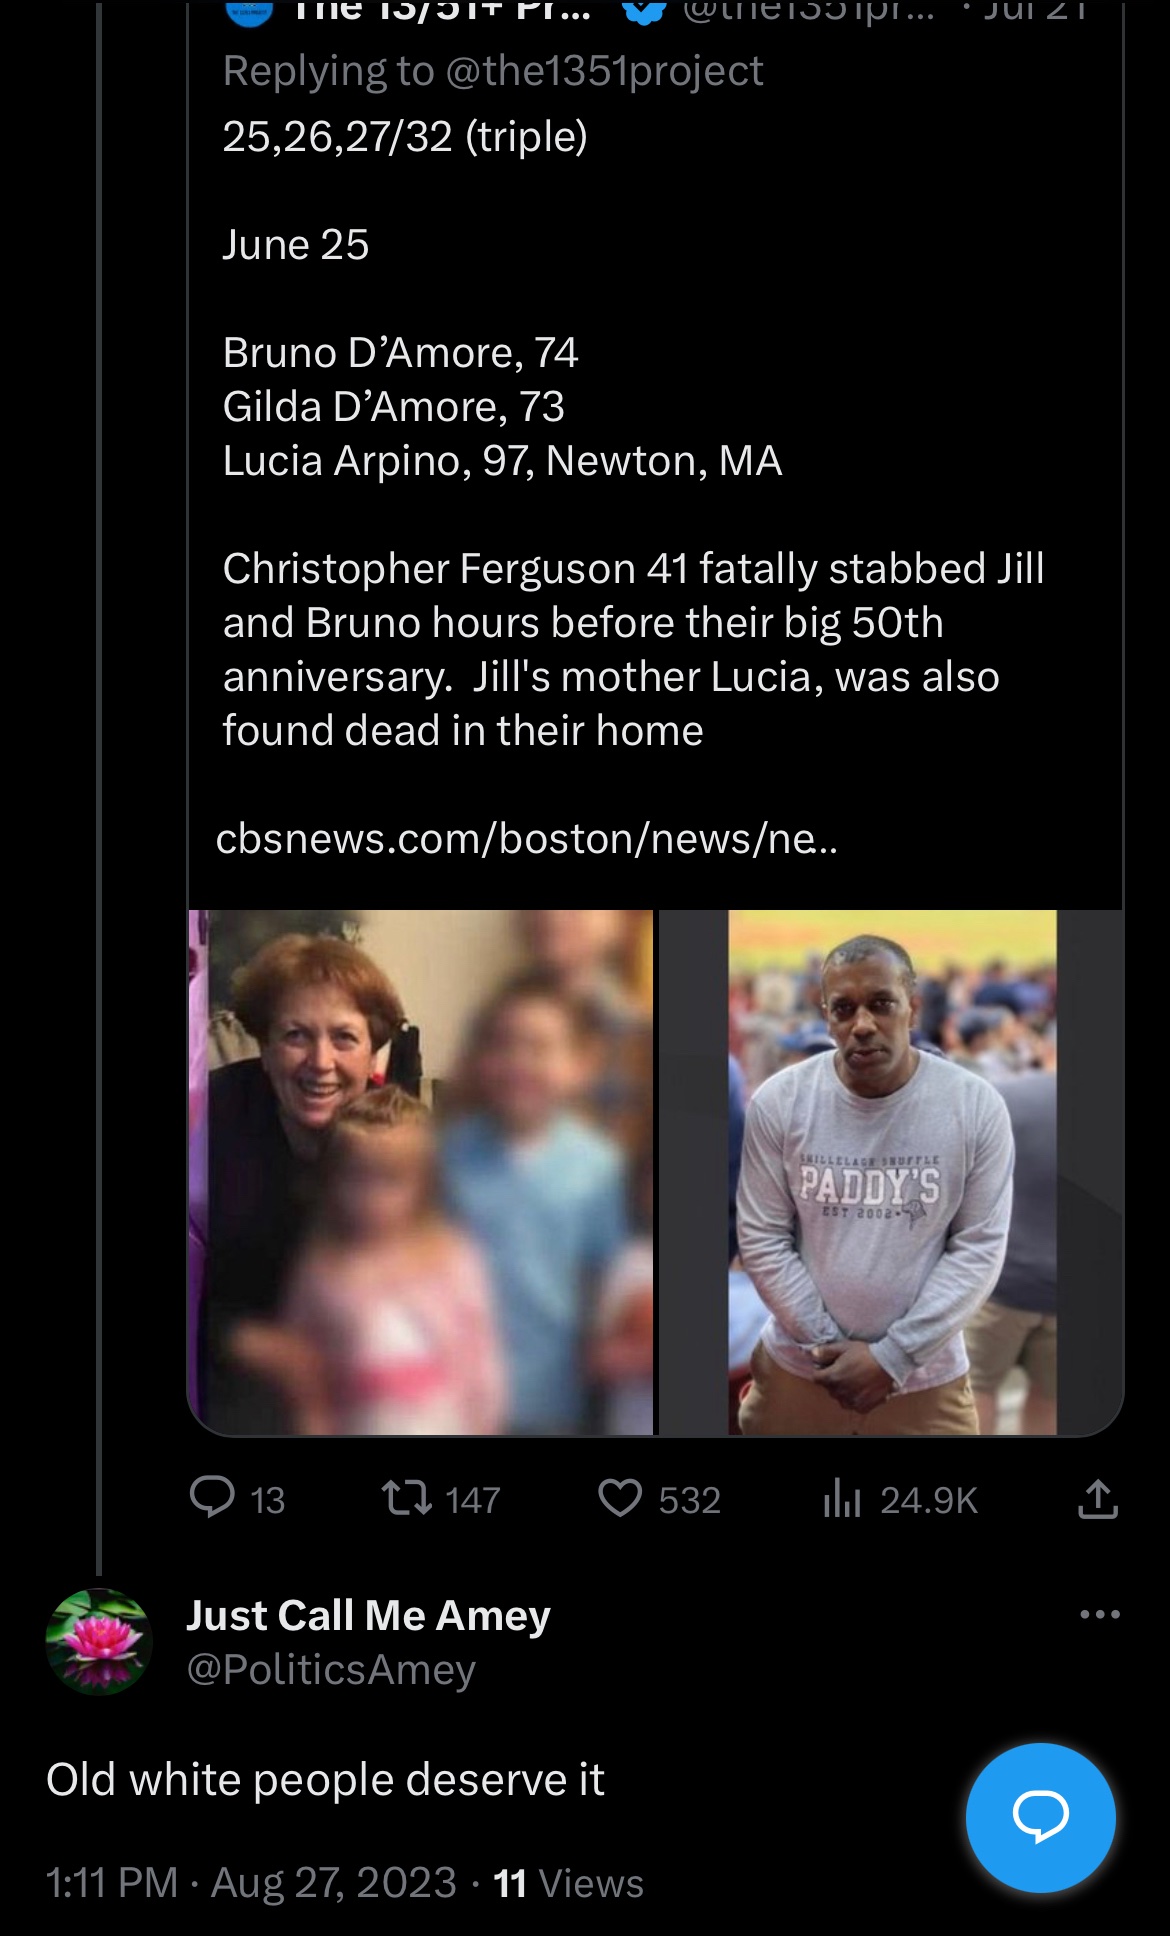 The 13/51+ Pr... @the1351pr... · Jul 21
Replying to @the1351project
25,26,27/32 (triple)
June 25
Bruno D’Amore, 74
Gilda D’Amore, 73
Lucia Arpino, 97, Newton, MA
Christopher Ferguson 41 fatally stabbed Jill
and Bruno hours before their big 50th
anniversary.  Jill's mother Lucia, was also
found dead in their home
cbsnews.com/boston/news/ne...
SHILLELAGH SHUFFLE
PADDY'S
EST 2002
13 147 532 24.9K
Just Call Me Amey
@PoliticsAmey
Old white people deserve it
1:11 PM · Aug 27, 2023 · 11 Views